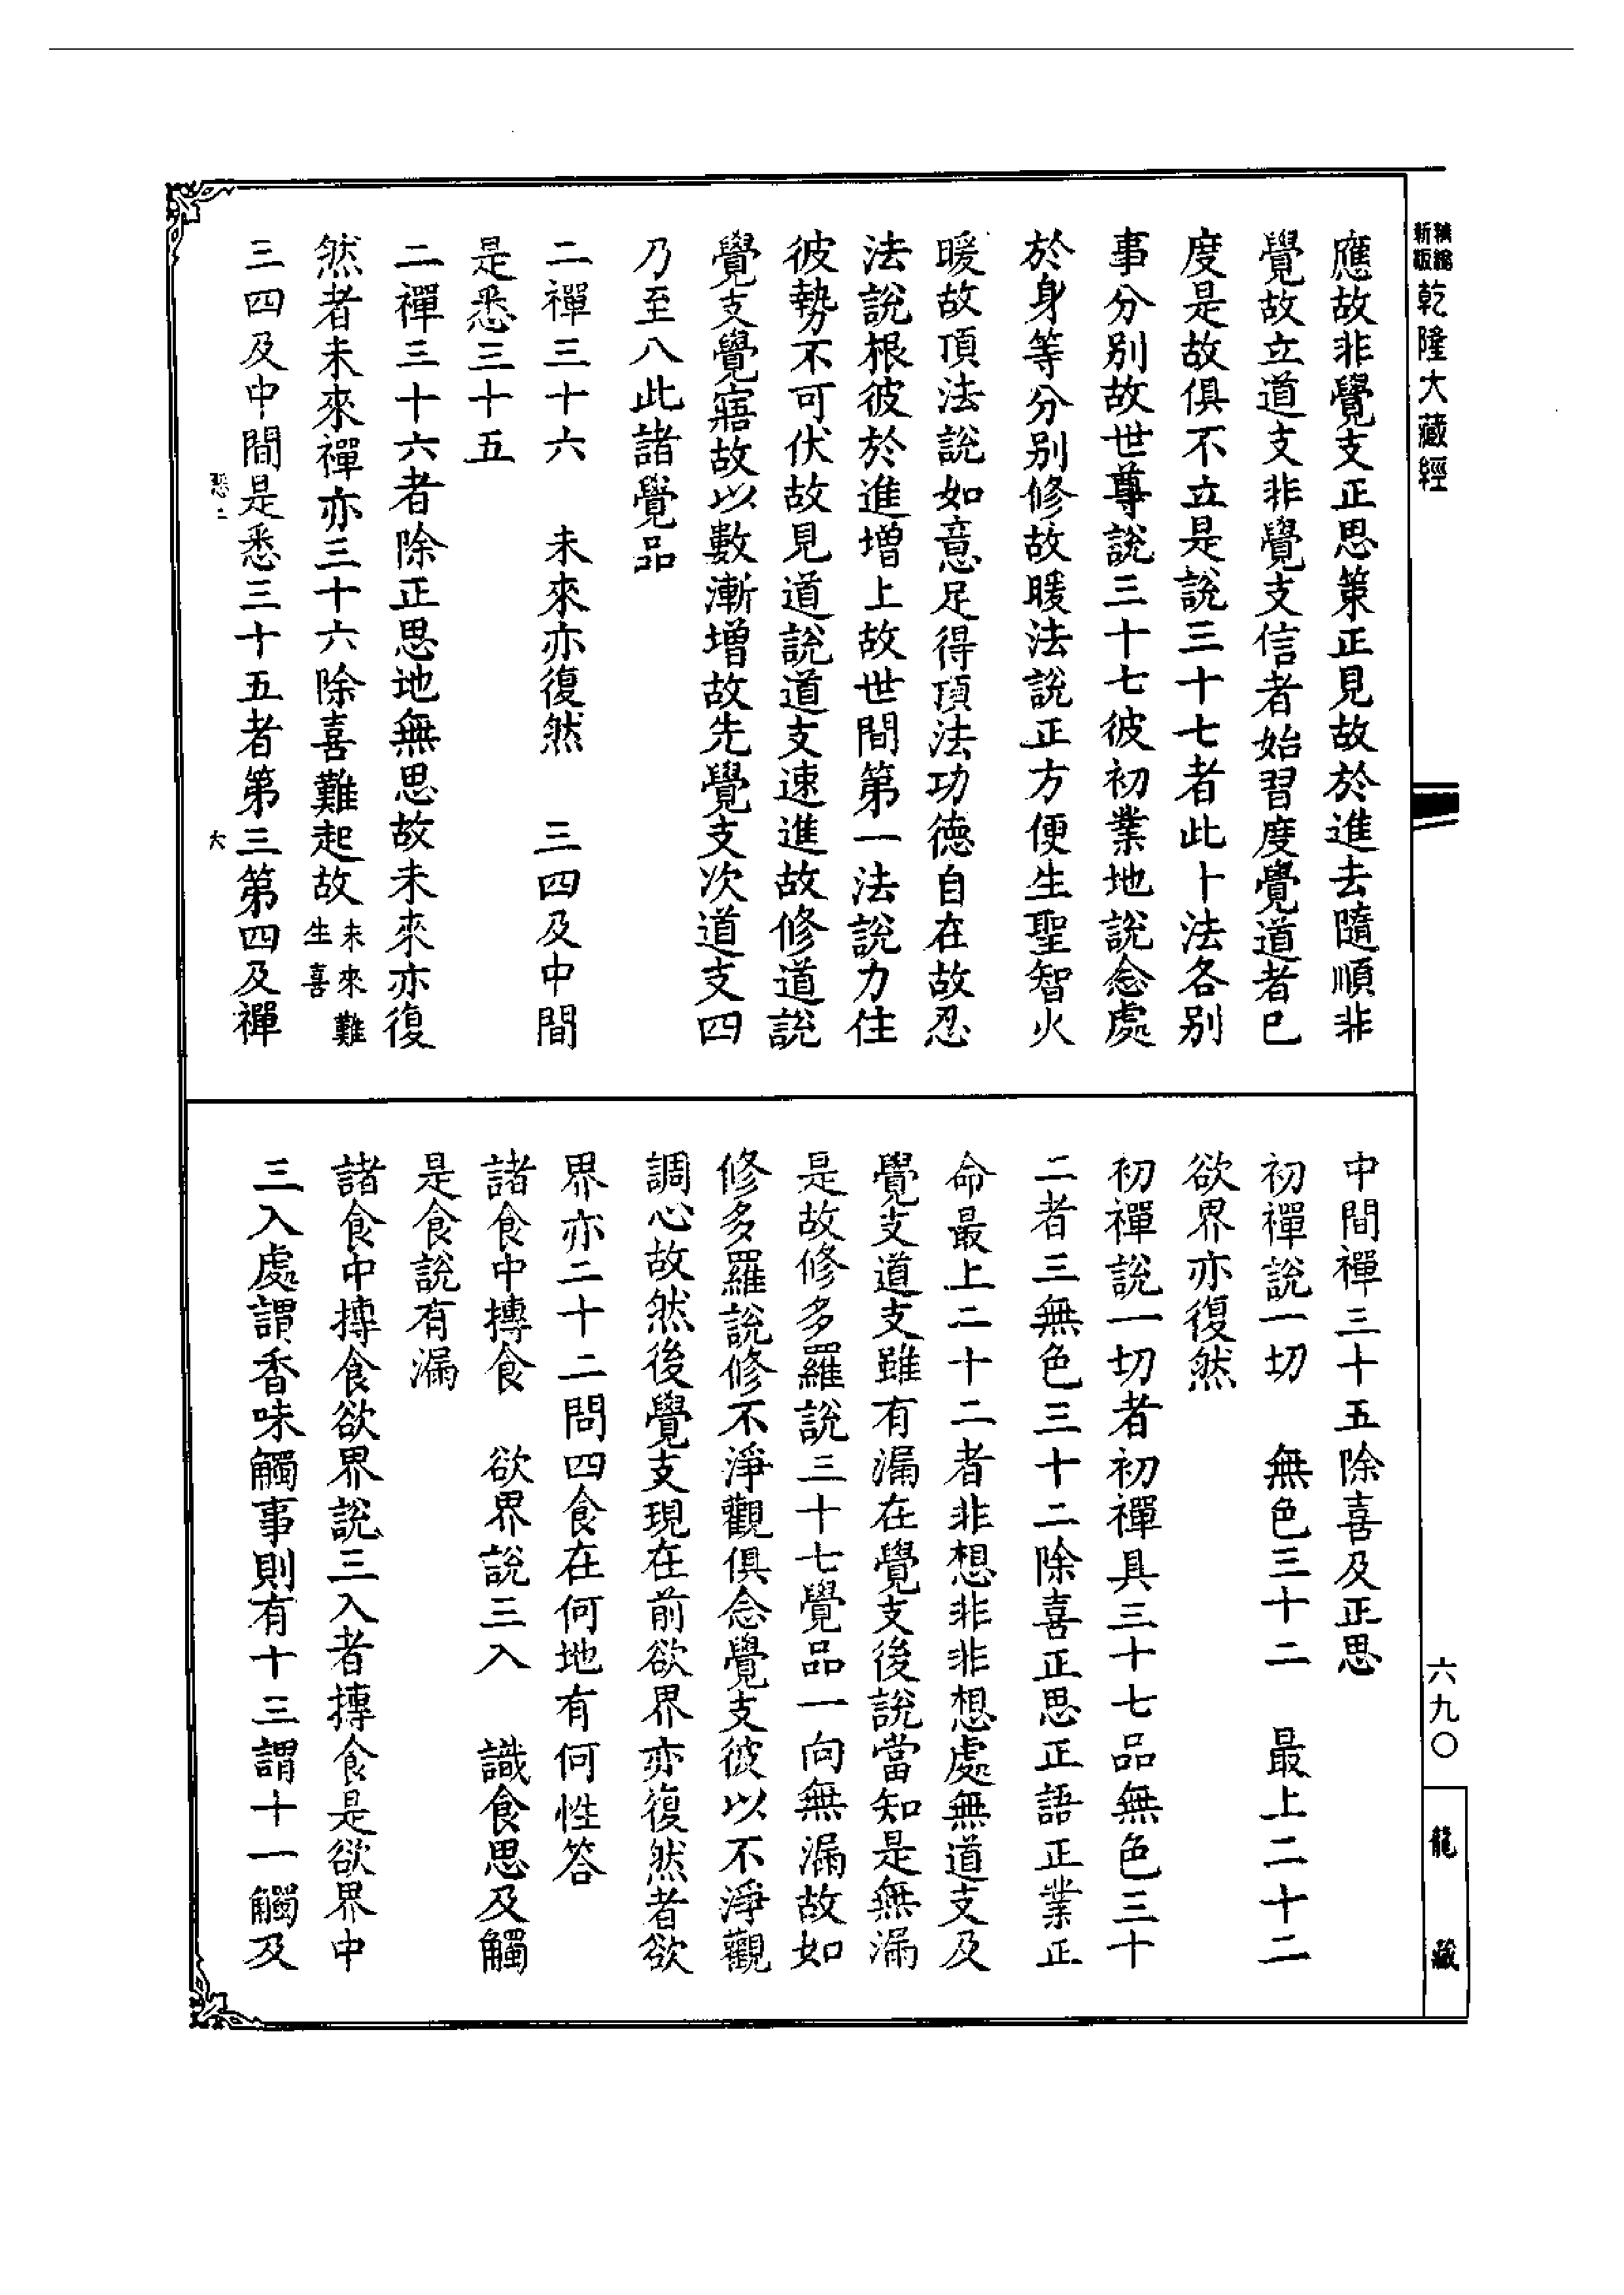 精編新版
乾隆大藏經
應故非覺支正思策正見故於進去隨順非
覺故立道支非覺支信者始習度覺道者已
度是故俱不立是說三十七者此十法各別
事分別故世尊說三十七彼初業地說念處
於身等分別修故暖法說正方便生聖智火
暖故頂法說如意足得頂法功德自在故忍
法說根彼於進增上故世間第一法說力住
彼勢不可伏故見道說道支速進故修道說
覺支覺寤故以數漸增故先覺支次道支四
乃至八此諸覺品
二禪三十六　未來亦復然　三四及中間
是悉三十五
二禪三十六者除正思地無思故未來亦復
然者未來禪亦三十六除喜難起故未來難生喜
三四及中間是悉三十五者第三第四及禪
六
中間禪三十五除喜及正思
初禪說一切　無色三十二　最上二十二
欲界亦復然
初禪說一切者初禪具三十七品無色三十
二者三無色三十二除喜正思正語正業正
命最上二十二者非想非非想處無道支及
覺支道支雖有漏在覺支後說當知是無漏
是故修多羅說三十七覺品一向無漏故如
修多羅說修不淨觀俱念覺支彼以不淨觀
調心故然後覺支現在前欲界亦復然者欲
界亦二十二問四食在何地有何性答
諸食中摶食　欲界說三入　識食思及觸
是食說有漏
諸食中摶食欲界說三入者摶食是欲界中
三入處謂香味觸事則有十三謂十一觸及
六九〇
龍藏